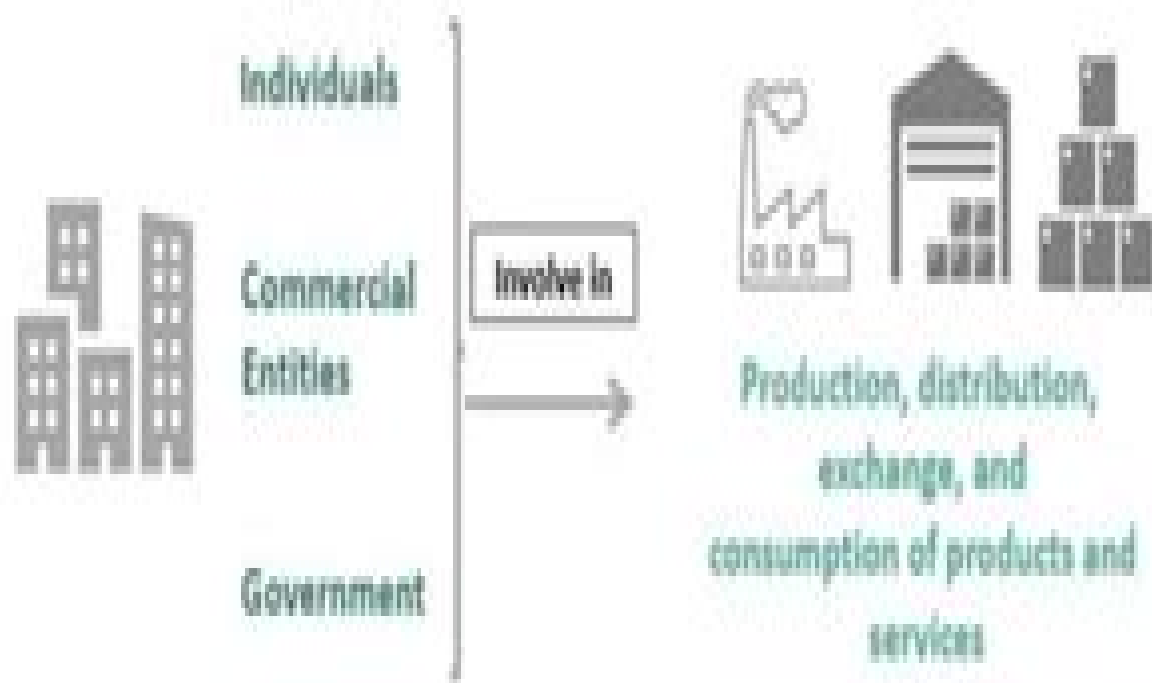 Individuals
Commercial
Entities
Government
Involve in
Production, distribution,
exchange, and
consumption of products and
services